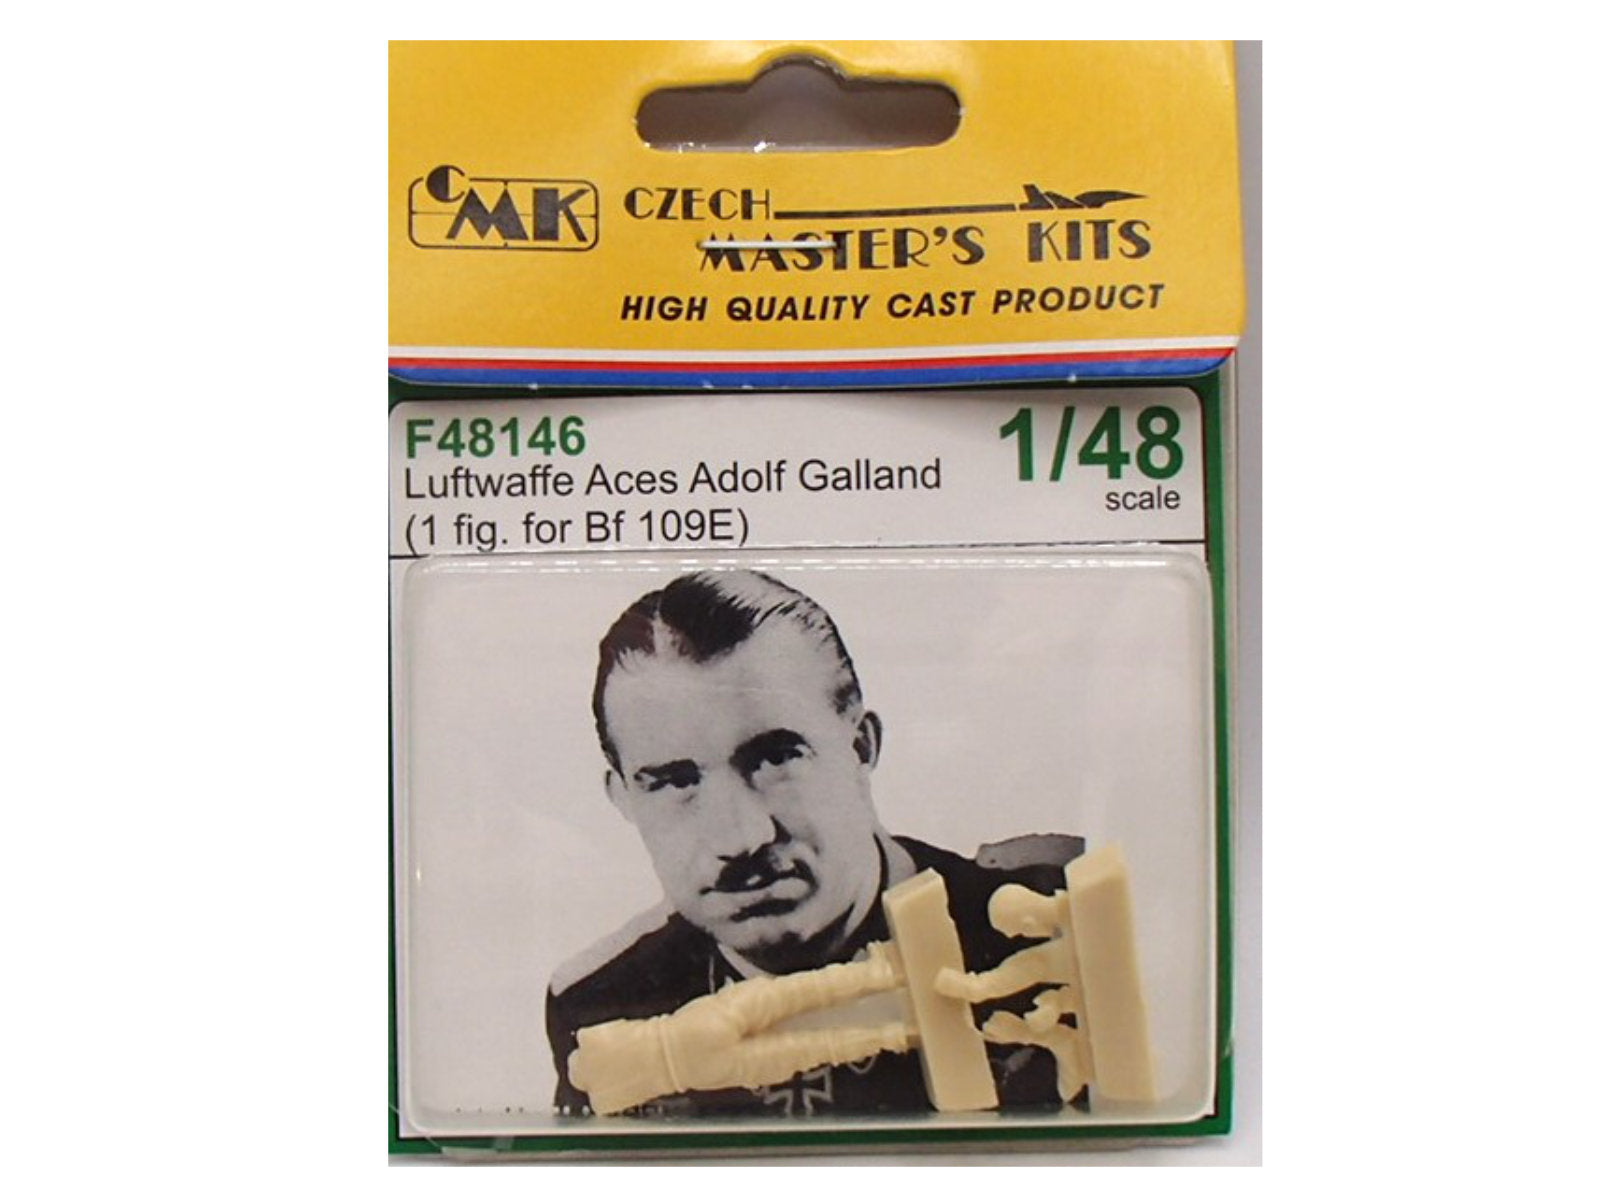 CMK
CZECH
MASTER'S KITS
HIGH QUALITY CAST PRODUCT
F48146
Luftwaffe Aces Adolf Galland
(1 fig. for Bf 109E)
1/48
scale